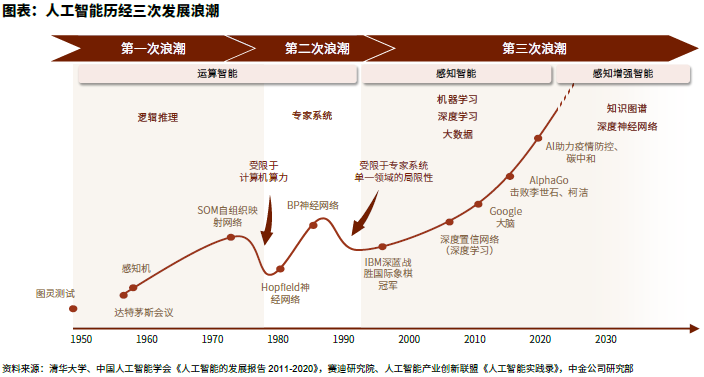 图表：人工智能历经三次发展浪潮
第一次浪潮
第二次浪潮
第三次浪潮
运算智能
感知智能
感知增强智能
逻辑推理
专家系统
机器学习
深度学习
大数据
知识图谱
深度神经网络
受限于
计算机算力
受限于专家系统
单一领域的局限性
AI助力疫情防控、
碳中和
AlphaGo
击败李世石、柯洁
Google
大脑
深度置信网络
（深度学习）
IBM深蓝战
胜国际象棋
冠军
BP神经网络
Hopfield神
经网络
SOM自组织映
射网络
感知机
达特茅斯会议
图灵测试
1950
1960
1970
1980
1990
2000
2010
2020
2030
资料来源：清华大学、中国人工智能学会《人工智能的发展报告 2011-2020》，赛迪研究院、人工智能产业创新联盟《人工智能实践录》，中金公司研究部